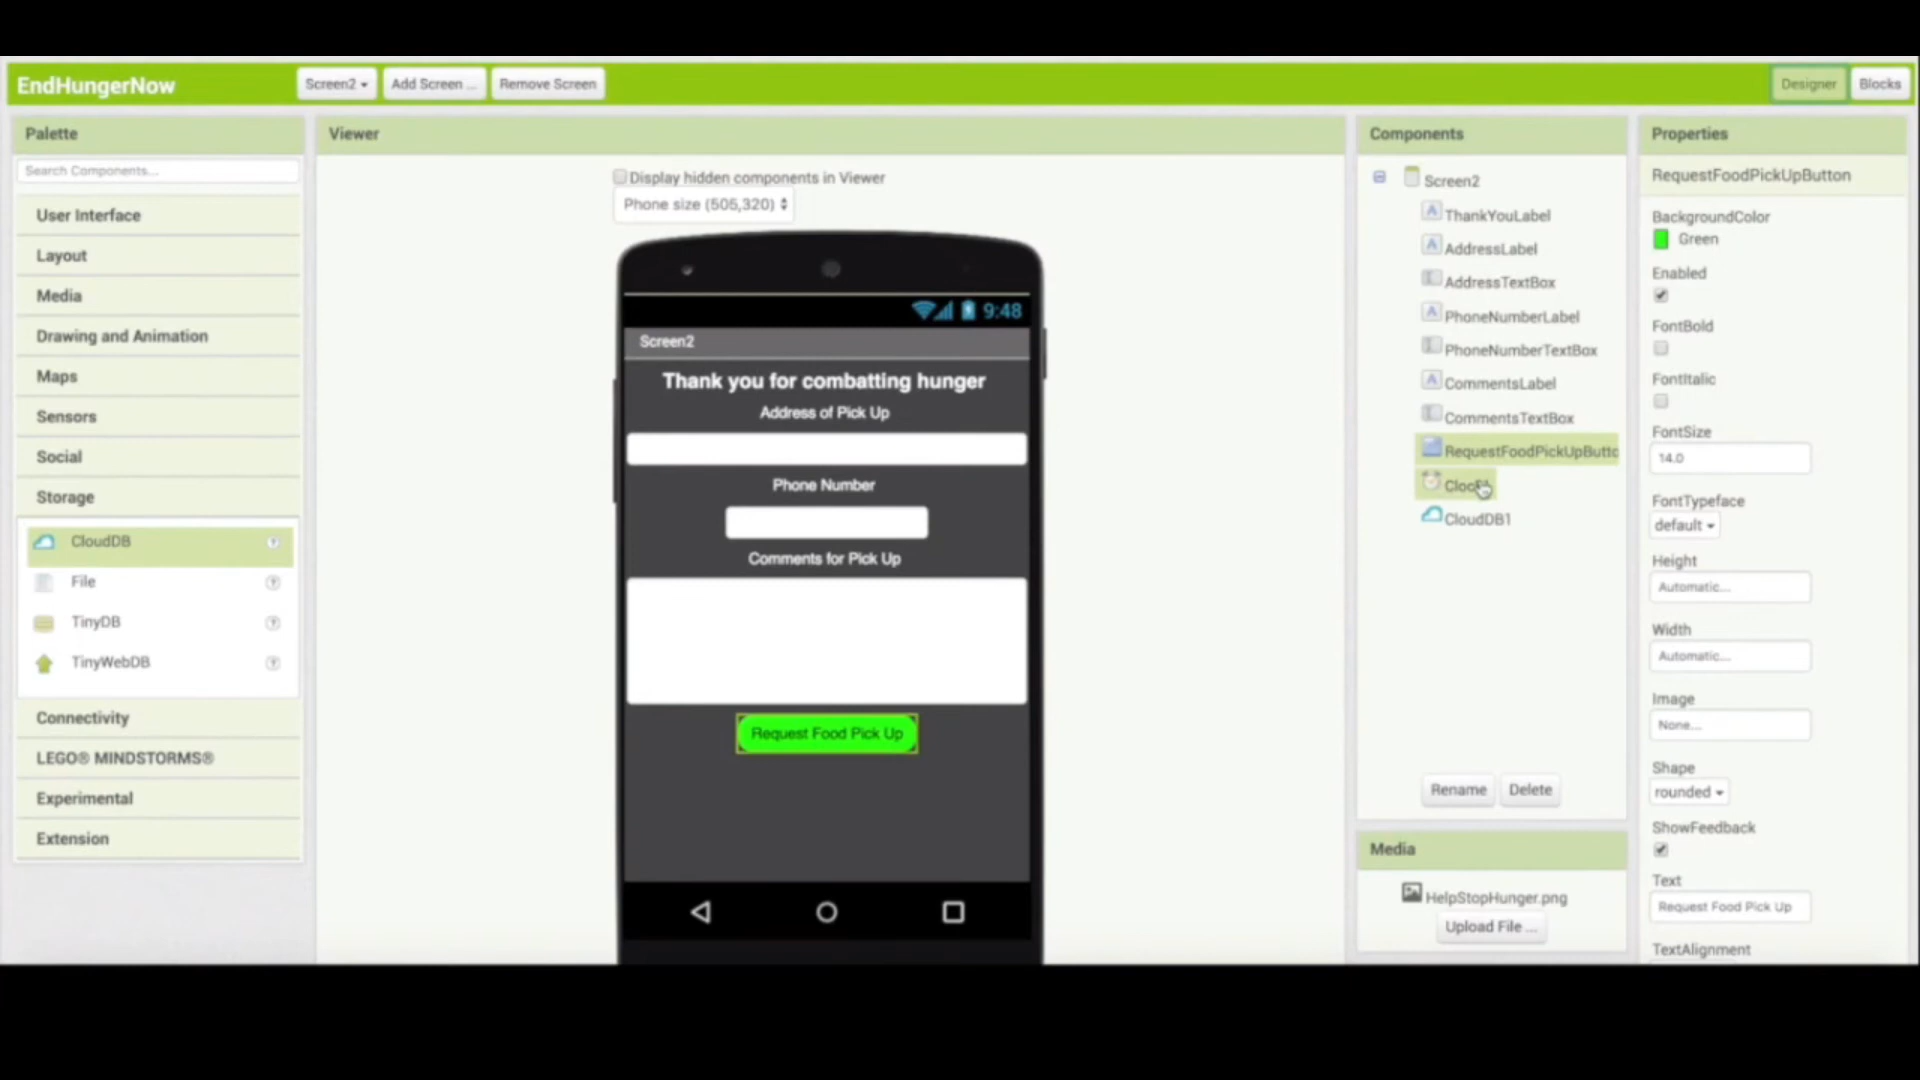 EndHungerNow
Screen2
Add Screen ...
Remove Screen
Designer
Blocks
Palette
Search Components...
User Interface
Layout
Media
Drawing and Animation
Maps
Sensors
Social
Storage
CloudDB
File
TinyDB
TinyWebDB
Connectivity
LEGO® MINDSTORMS®
Experimental
Extension
Viewer
Display hidden components in Viewer
Phone size (505,320)
9:48
Screen2
Thank you for combatting hunger
Address of Pick Up
Phone Number
Comments for Pick Up
Request Food Pick Up
Components
Screen2
ThankYouLabel
AddressLabel
AddressTextBox
PhoneNumberLabel
PhoneNumberTextBox
CommentsLabel
CommentsTextBox
RequestFoodPickUpButto
CloudDB1
Rename
Delete
Media
HelpStopHunger.png
Upload File ...
Properties
RequestFoodPickUpButton
BackgroundColor
Green
Enabled
FontBold
FontItalic
FontSize
14.0
FontTypeface
default
Height
Automatic...
Width
Automatic...
Image
None...
Shape
rounded
ShowFeedback
Text
Request Food Pick Up
TextAlignment